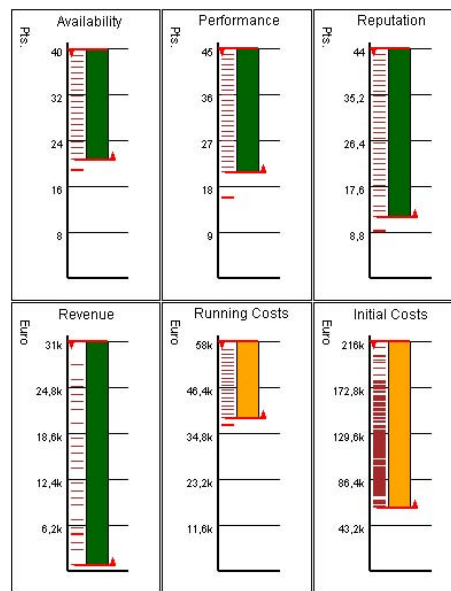 Availability
Pts.
40
32
24
16
8
Performance
Pts.
45
36
27
18
9
Reputation
Pts.
44
35,2
26,4
17,6
8,8
Revenue
Euro
31k
24,8k
18,6k
12,4k
6,2k
Running Costs
Euro
58k
46,4k
34,8k
23,2k
11,6k
Initial Costs
Euro
216k
172,8k
129,6k
86,4k
43,2k